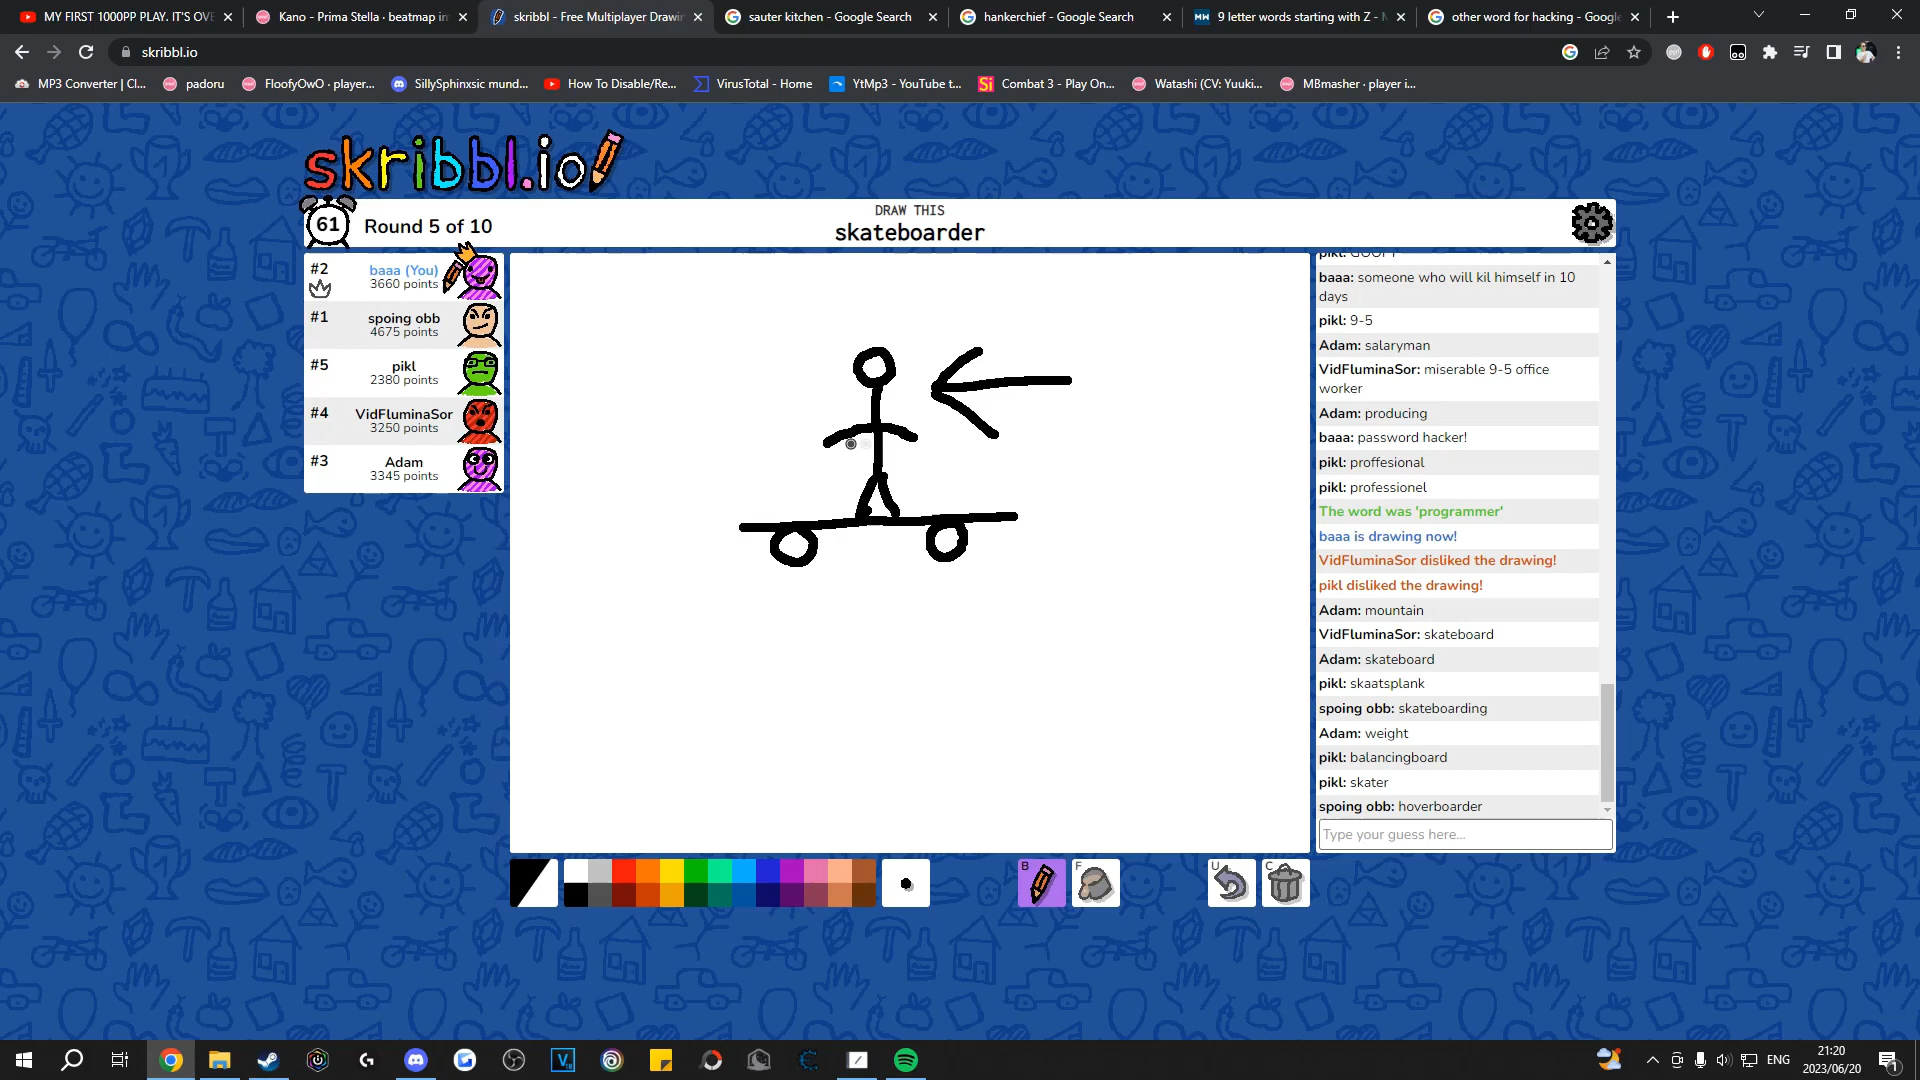 MY FIRST 1000PP PLAY. IT'S OVE
Kano - Prima Stella · beatmap in
skribbl - Free Multiplayer Drawin
sauter kitchen - Google Search
hankerchief - Google Search
MW 9 letter words starting with Z - M
other word for hacking - Google
skribbl.io
MP3 Converter | Cl...
padoru
FloofyOwO · player...
SillySphinxsic mund...
How To Disable/Re...
VirusTotal - Home
YtMp3 - YouTube t...
Si Combat 3 - Play On...
Watashi (CV: Yuuki...
MBmasher · player i...
skribbl.io
61
Round 5 of 10
DRAW THIS
skateboarder
#2 baaa (You)
3660 points
#1 spoing obb
4675 points
#5 pikl
2380 points
#4 VidFluminaSor
3250 points
#3 Adam
3345 points
baaa: someone who will kil himself in 10
days
pikl: 9-5
Adam: salaryman
VidFluminaSor: miserable 9-5 office
worker
Adam: producing
baaa: password hacker!
pikl: proffesional
pikl: professionel
The word was 'programmer'
baaa is drawing now!
VidFluminaSor disliked the drawing!
pikl disliked the drawing!
Adam: mountain
VidFluminaSor: skateboard
Adam: skateboard
pikl: skaatsplank
spoing obb: skateboarding
Adam: weight
pikl: balancingboard
pikl: skater
spoing obb: hoverboarder
Type your guess here...
B
F
U
C
ENG
21:20
2023/06/20
1